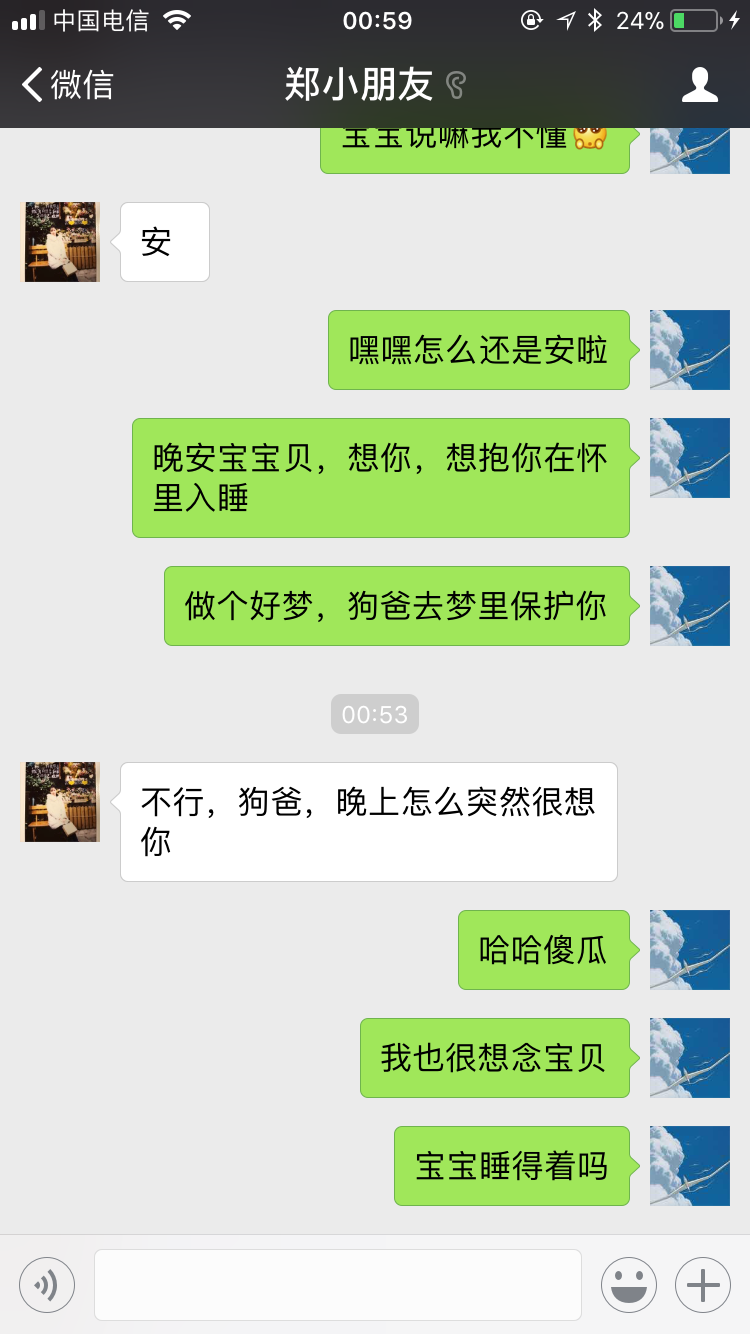 中国电信
00:59
24%
微信
郑小朋友
宝宝说嘛我不懂
安
嘿嘿怎么还是安啦
晚安宝宝贝，想你，想抱你在怀
里入睡
做个好梦，狗爸去梦里保护你
00:53
不行，狗爸，晚上怎么突然很想
你
哈哈傻瓜
我也很想念宝贝
宝宝睡得着吗